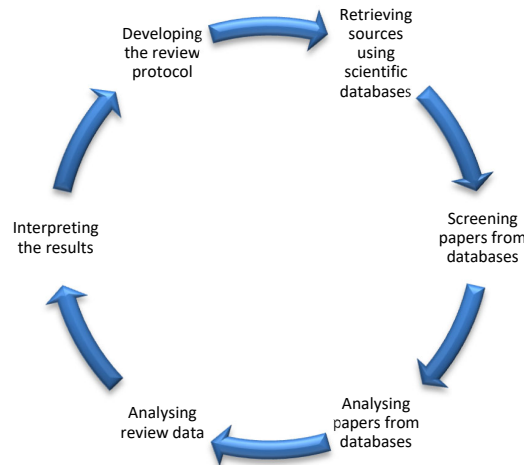 Developing
the review
protocol
Retrieving
sources
using
scientific
databases
Screening
papers from
databases
Analysing
papers from
databases
Analysing
review data
Interpreting
the results